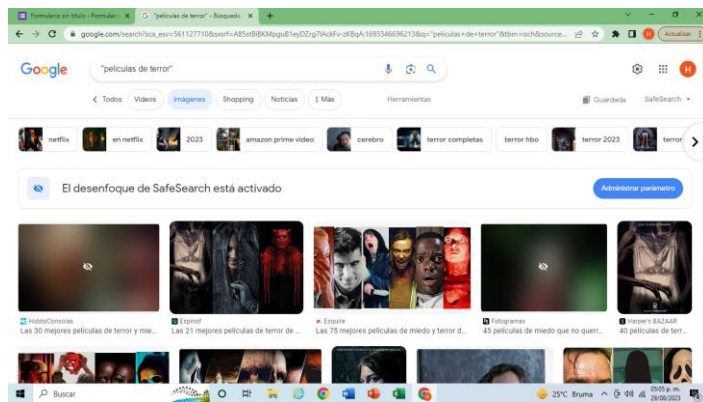 Formulario sin título - Formulario
"peliculas de terror" - Búsqueda
google.com/search?sca_esv=561127710&sxsrf=AB5stBiBKMpguB1eyDZrg7lAckFv-zKBqA:1693346696213&q="peliculas+de+terror"&tbm=isch&source...
Actualizar
Google
"peliculas de terror"
H
Todos Videos Imágenes Shopping Noticias Más Herramientas Guardada SafeSearch
netflix en netflix 2023 amazon prime video cerebro terror completas terror hbo terror 2023 terror
El desenfoque de SafeSearch está activado
Administrar parámetro
HobbyConsolas
Las 30 mejores películas de terror y mie...
Espinof
Las 21 mejores películas de terror de ...
Esquire
Las 75 mejores películas de miedo y terror d...
Fotogramas
45 películas de miedo que no querr...
Harper's BAZAAR
40 películas de terr...
Buscar
25°C Bruma
05:05 p. m.
29/08/2023